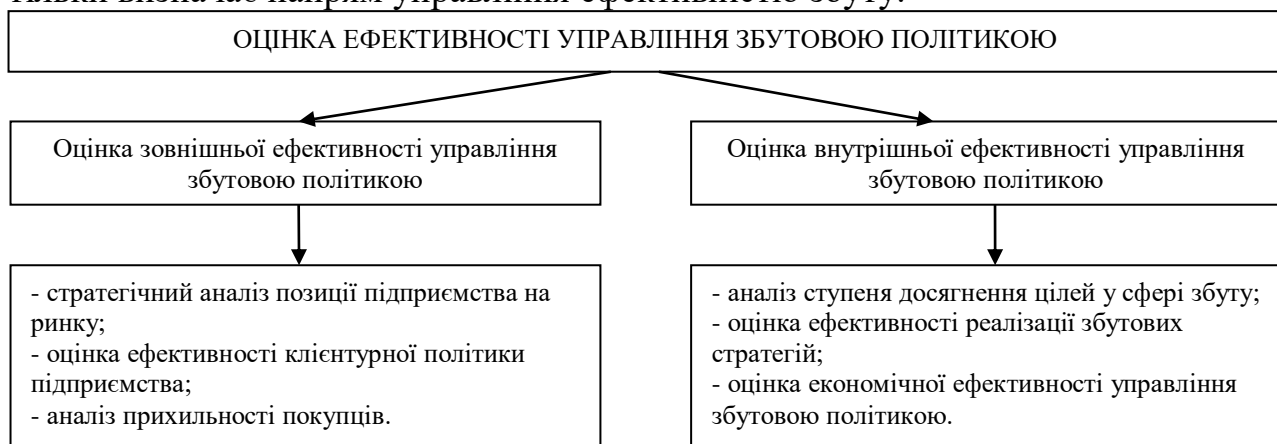 ОЦІНКА ЕФЕКТИВНОСТІ УПРАВЛІННЯ ЗБУТОВОЮ ПОЛІТИКОЮ
Оцінка зовнішньої ефективності управління
збутовою політикою
Оцінка внутрішньої ефективності управління
збутовою політикою
- стратегічний аналіз позиції підприємства на
ринку;
- оцінка ефективності клієнтурної політики
підприємства;
- аналіз прихильності покупців.
- аналіз ступеня досягнення цілей у сфері збуту;
- оцінка ефективності реалізації збутових
стратегій;
- оцінка економічної ефективності управління
збутовою політикою.